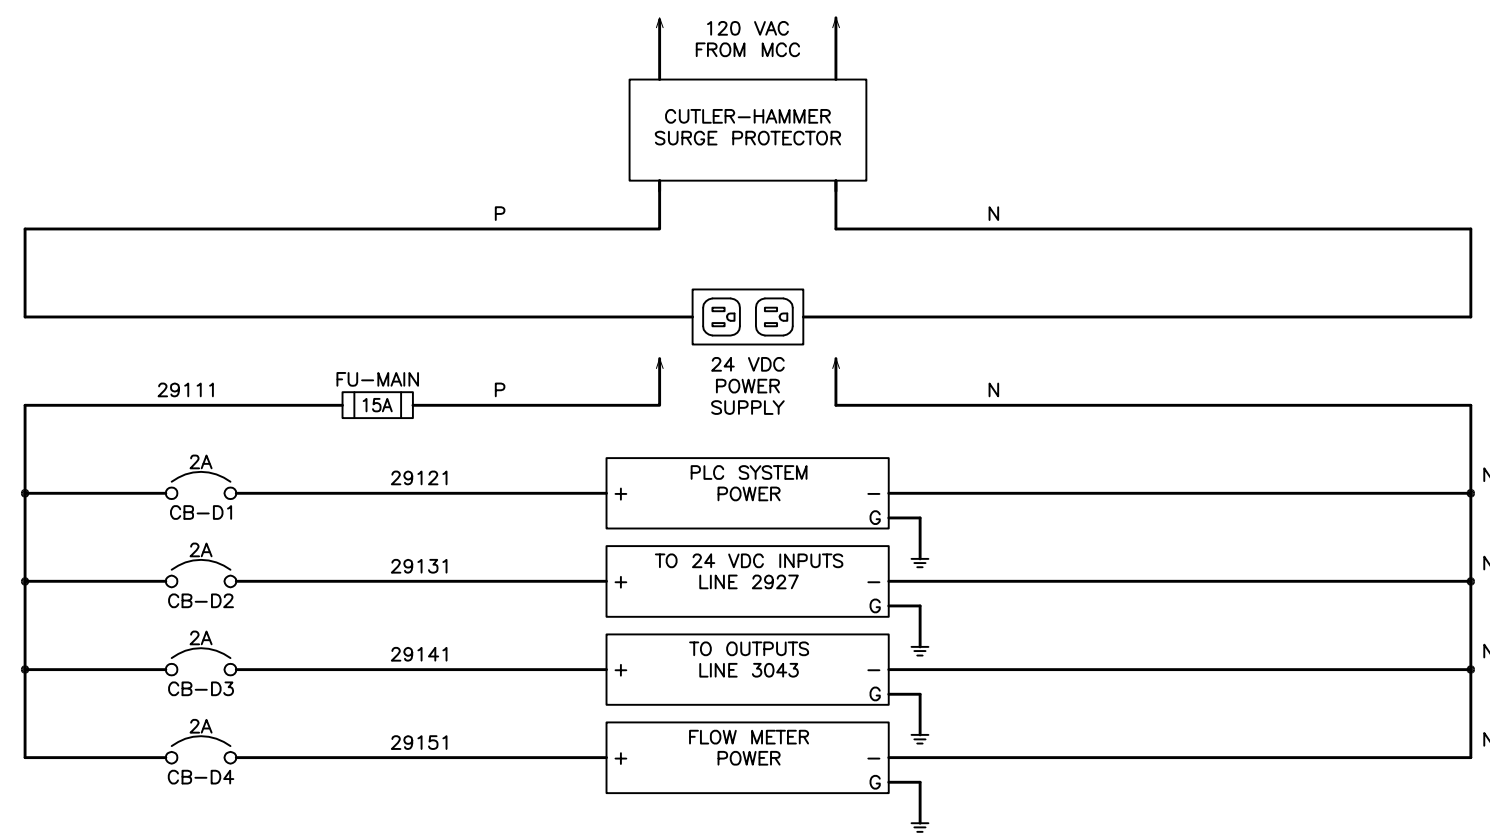 120 VAC
FROM MCC
CUTLER-HAMMER
SURGE PROTECTOR
P
N
24 VDC
POWER
SUPPLY
29111
FU-MAIN
15A
P
N
2A
CB-D1
29121
PLC SYSTEM
POWER
+
-
G
N
2A
CB-D2
29131
TO 24 VDC INPUTS
LINE 2927
+
-
G
N
2A
CB-D3
29141
TO OUTPUTS
LINE 3043
+
-
G
N
2A
CB-D4
29151
FLOW METER
POWER
+
-
G
N